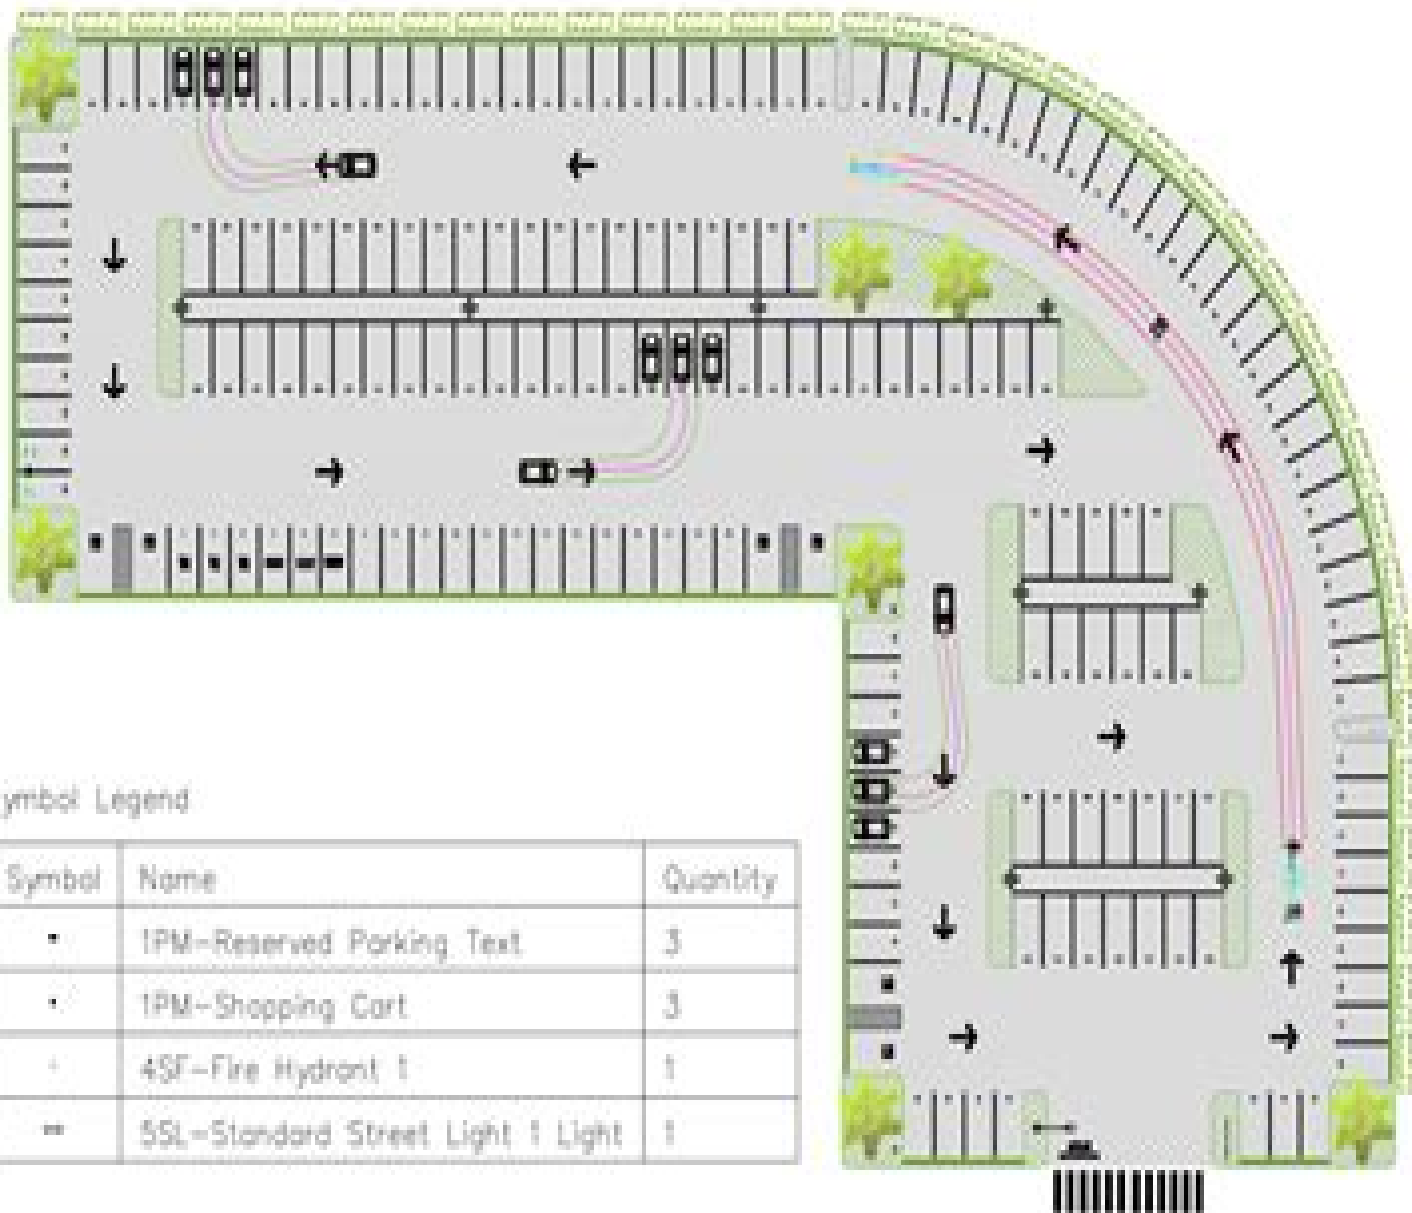 ymbol Legend
Symbol Name Quantity
1PM-Reserved Parking Text 3
1PM-Shopping Cart 3
4SF-Fire Hydrant 1 1
5SL-Standard Street Light 1 Light 1